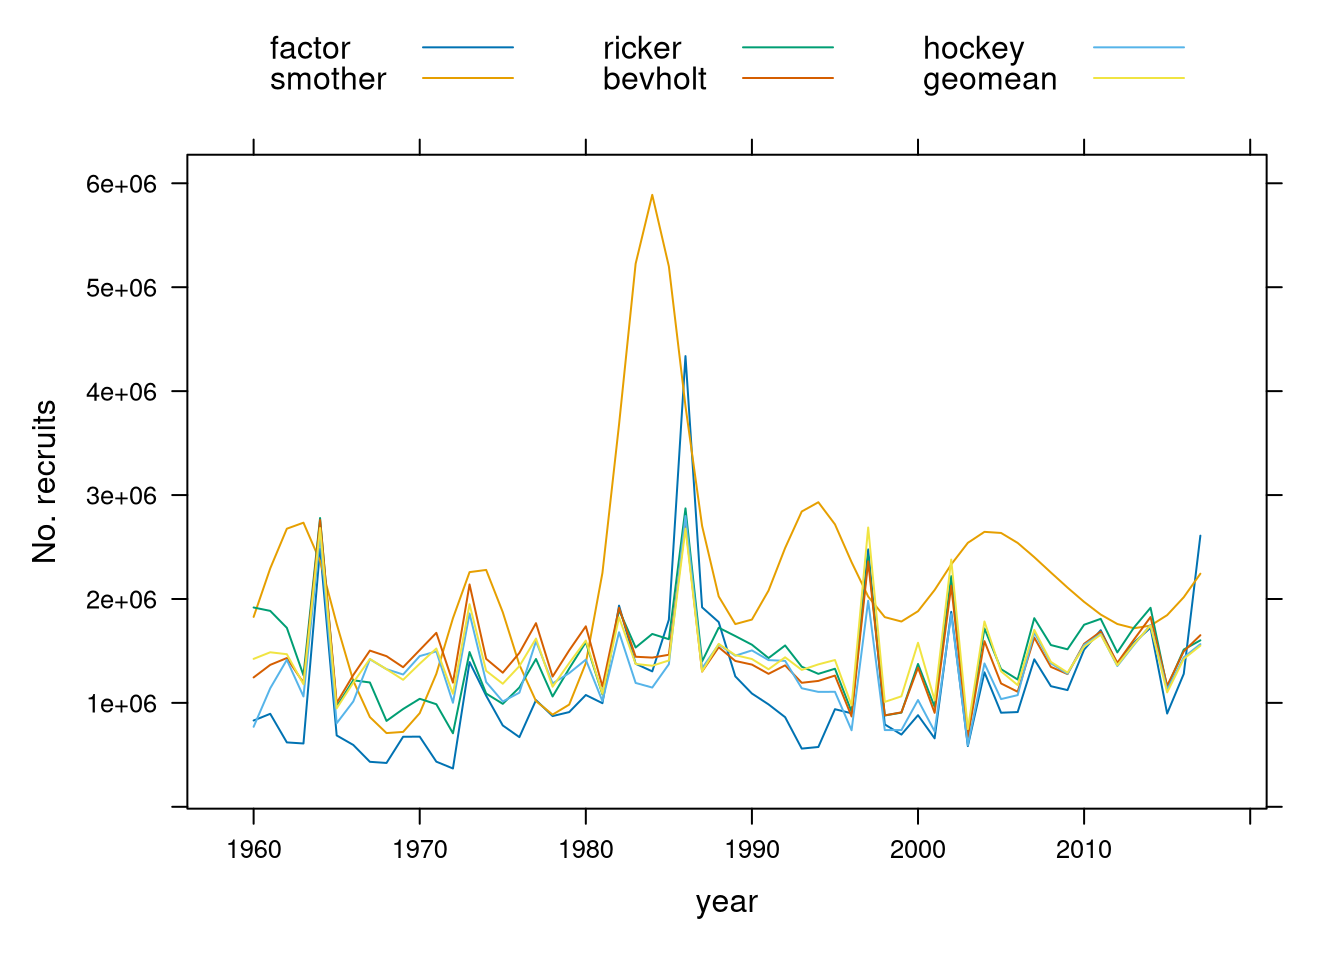 factor ricker hockey
smother bevholt geomean
6e+06
5e+06
4e+06
3e+06
2e+06
1e+06
No. recruits
1960 1970 1980 1990 2000 2010
year